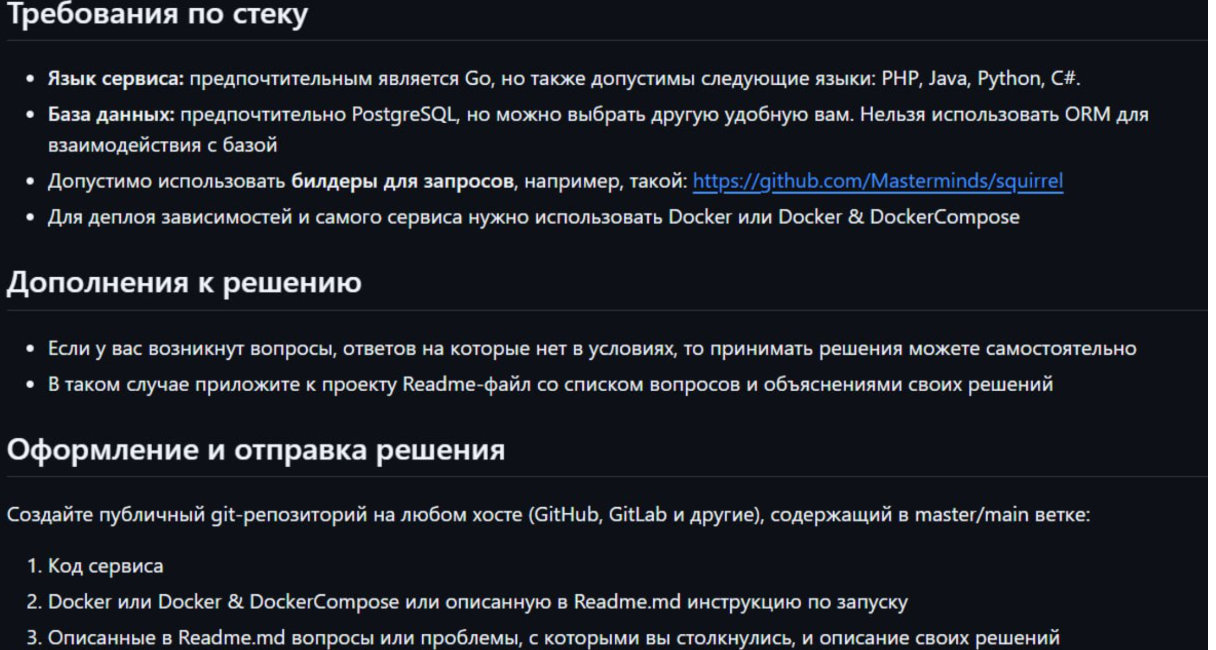 Требования по стеку
• Язык сервиса: предпочтительным является Go, но также допустимы следующие языки: PHP, Java, Python, C#.
• База данных: предпочтительно PostgreSQL, но можно выбрать другую удобную вам. Нельзя использовать ORM для
взаимодействия с базой
• Допустимо использовать билдеры для запросов, например, такой: https://github.com/Masterminds/squirrel
• Для деплоя зависимостей и самого сервиса нужно использовать Docker или Docker & DockerCompose
Дополнения к решению
• Если у вас возникнут вопросы, ответов на которые нет в условиях, то принимать решения можете самостоятельно
• В таком случае приложите к проекту Readme-файл со списком вопросов и объяснениями своих решений
Оформление и отправка решения
Создайте публичный git-репозиторий на любом хосте (GitHub, GitLab и другие), содержащий в master/main ветке:
1. Код сервиса
2. Docker или Docker & DockerCompose или описанную в Readme.md инструкцию по запуску
3. Описанные в Readme.md вопросы или проблемы, с которыми вы столкнулись, и описание своих решений